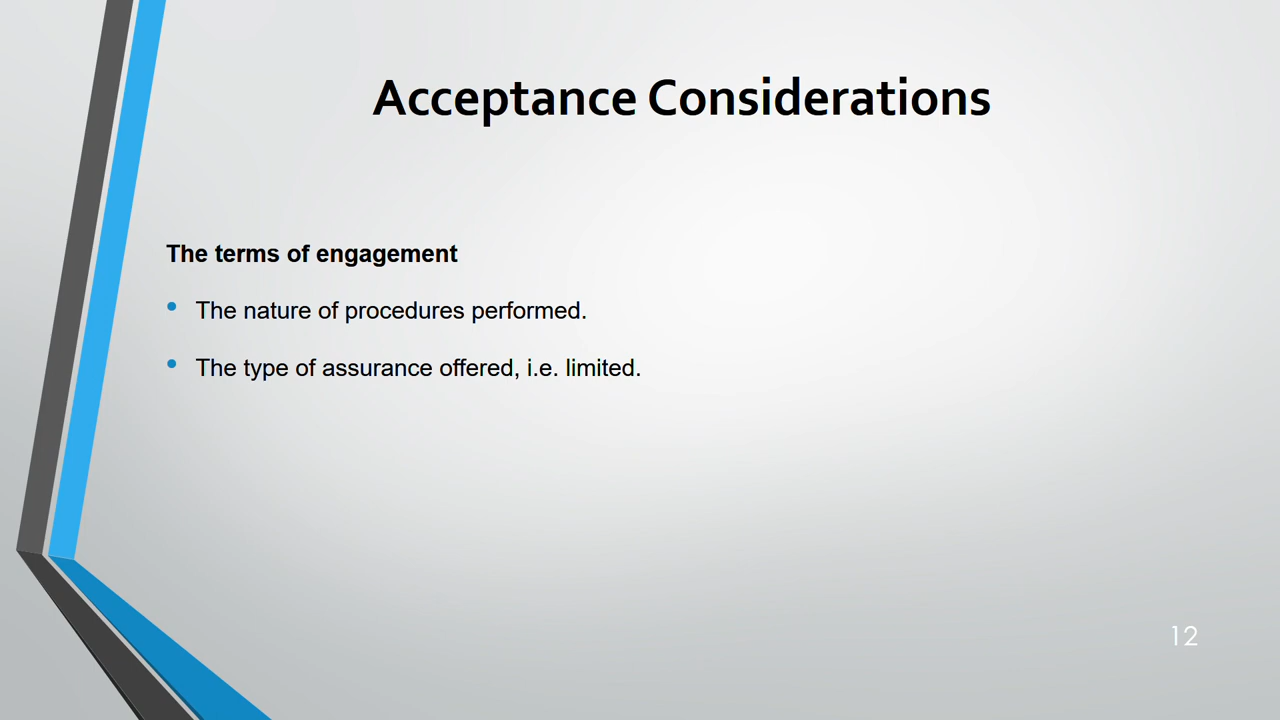 Acceptance Considerations
The terms of engagement
• The nature of procedures performed.
• The type of assurance offered, i.e. limited.
12